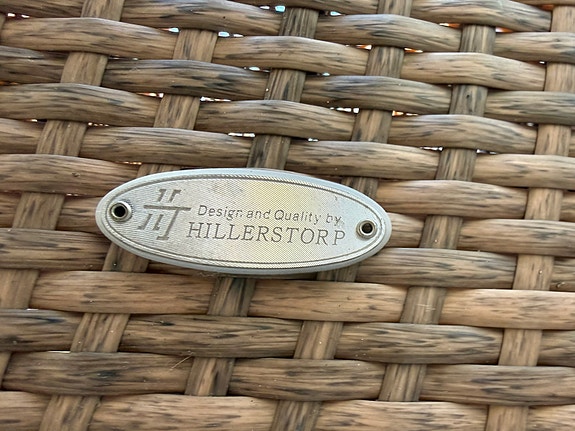 Design and Quality by
HILLERSTORP